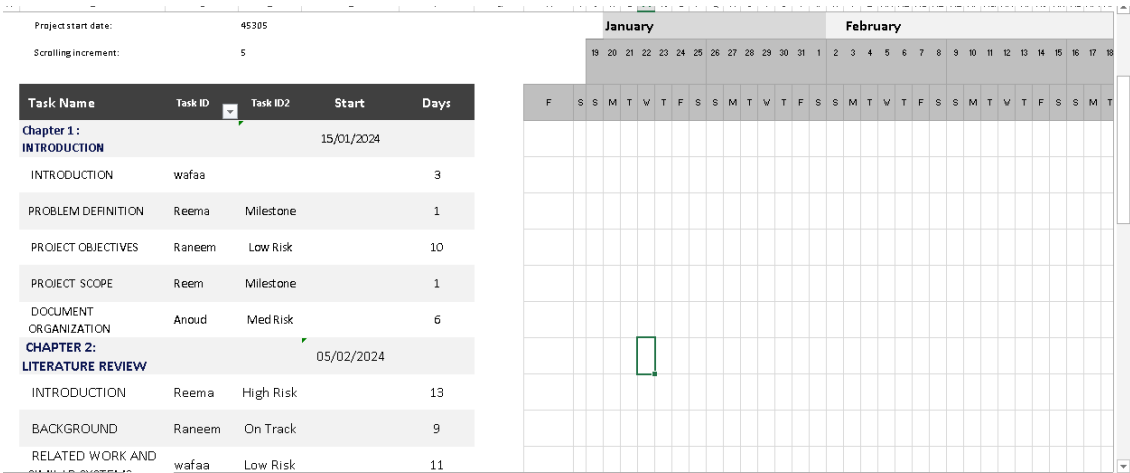 Project start date: 45305
January February
Scrolling increment: 5
19 20 21 22 23 24 25 26 27 28 29 30 31 1 2 3 4 5 6 7 8 9 10 11 12 13 14 15 16 17 18
Task Name Task ID Task ID2 Start Days
F S S M T W T F S S M T W T F S S M T W T F S S M T W T F S S M T
Chapter 1 :
INTRODUCTION
15/01/2024
INTRODUCTION wafaa 3
PROBLEM DEFINITION Reema Milestone 1
PROJECT OBJECTIVES Raneem Low Risk 10
PROJECT SCOPE Reem Milestone 1
DOCUMENT
ORGANIZATION
Anoud Med Risk 6
CHAPTER 2:
LITERATURE REVIEW
05/02/2024
INTRODUCTION Reema High Risk 13
BACKGROUND Raneem On Track 9
RELATED WORK AND
wafaa Low Risk 11